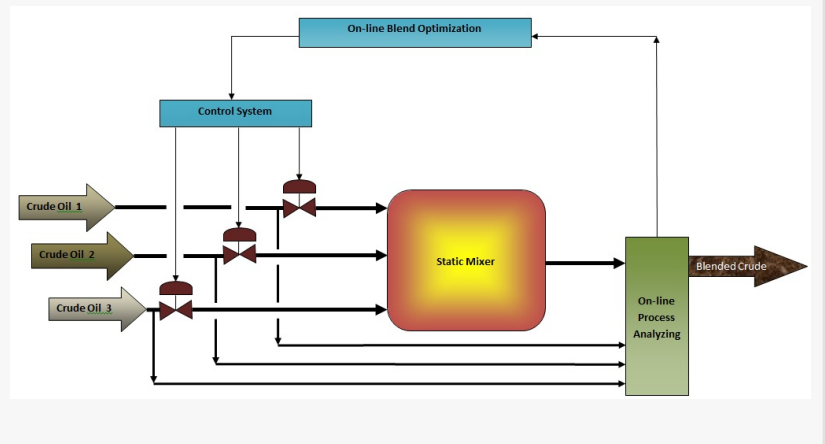 On-line Blend Optimization
Control System
Crude Oil 1
Crude Oil 2
Crude Oil 3
Static Mixer
On-line
Process
Analyzing
Blended Crude